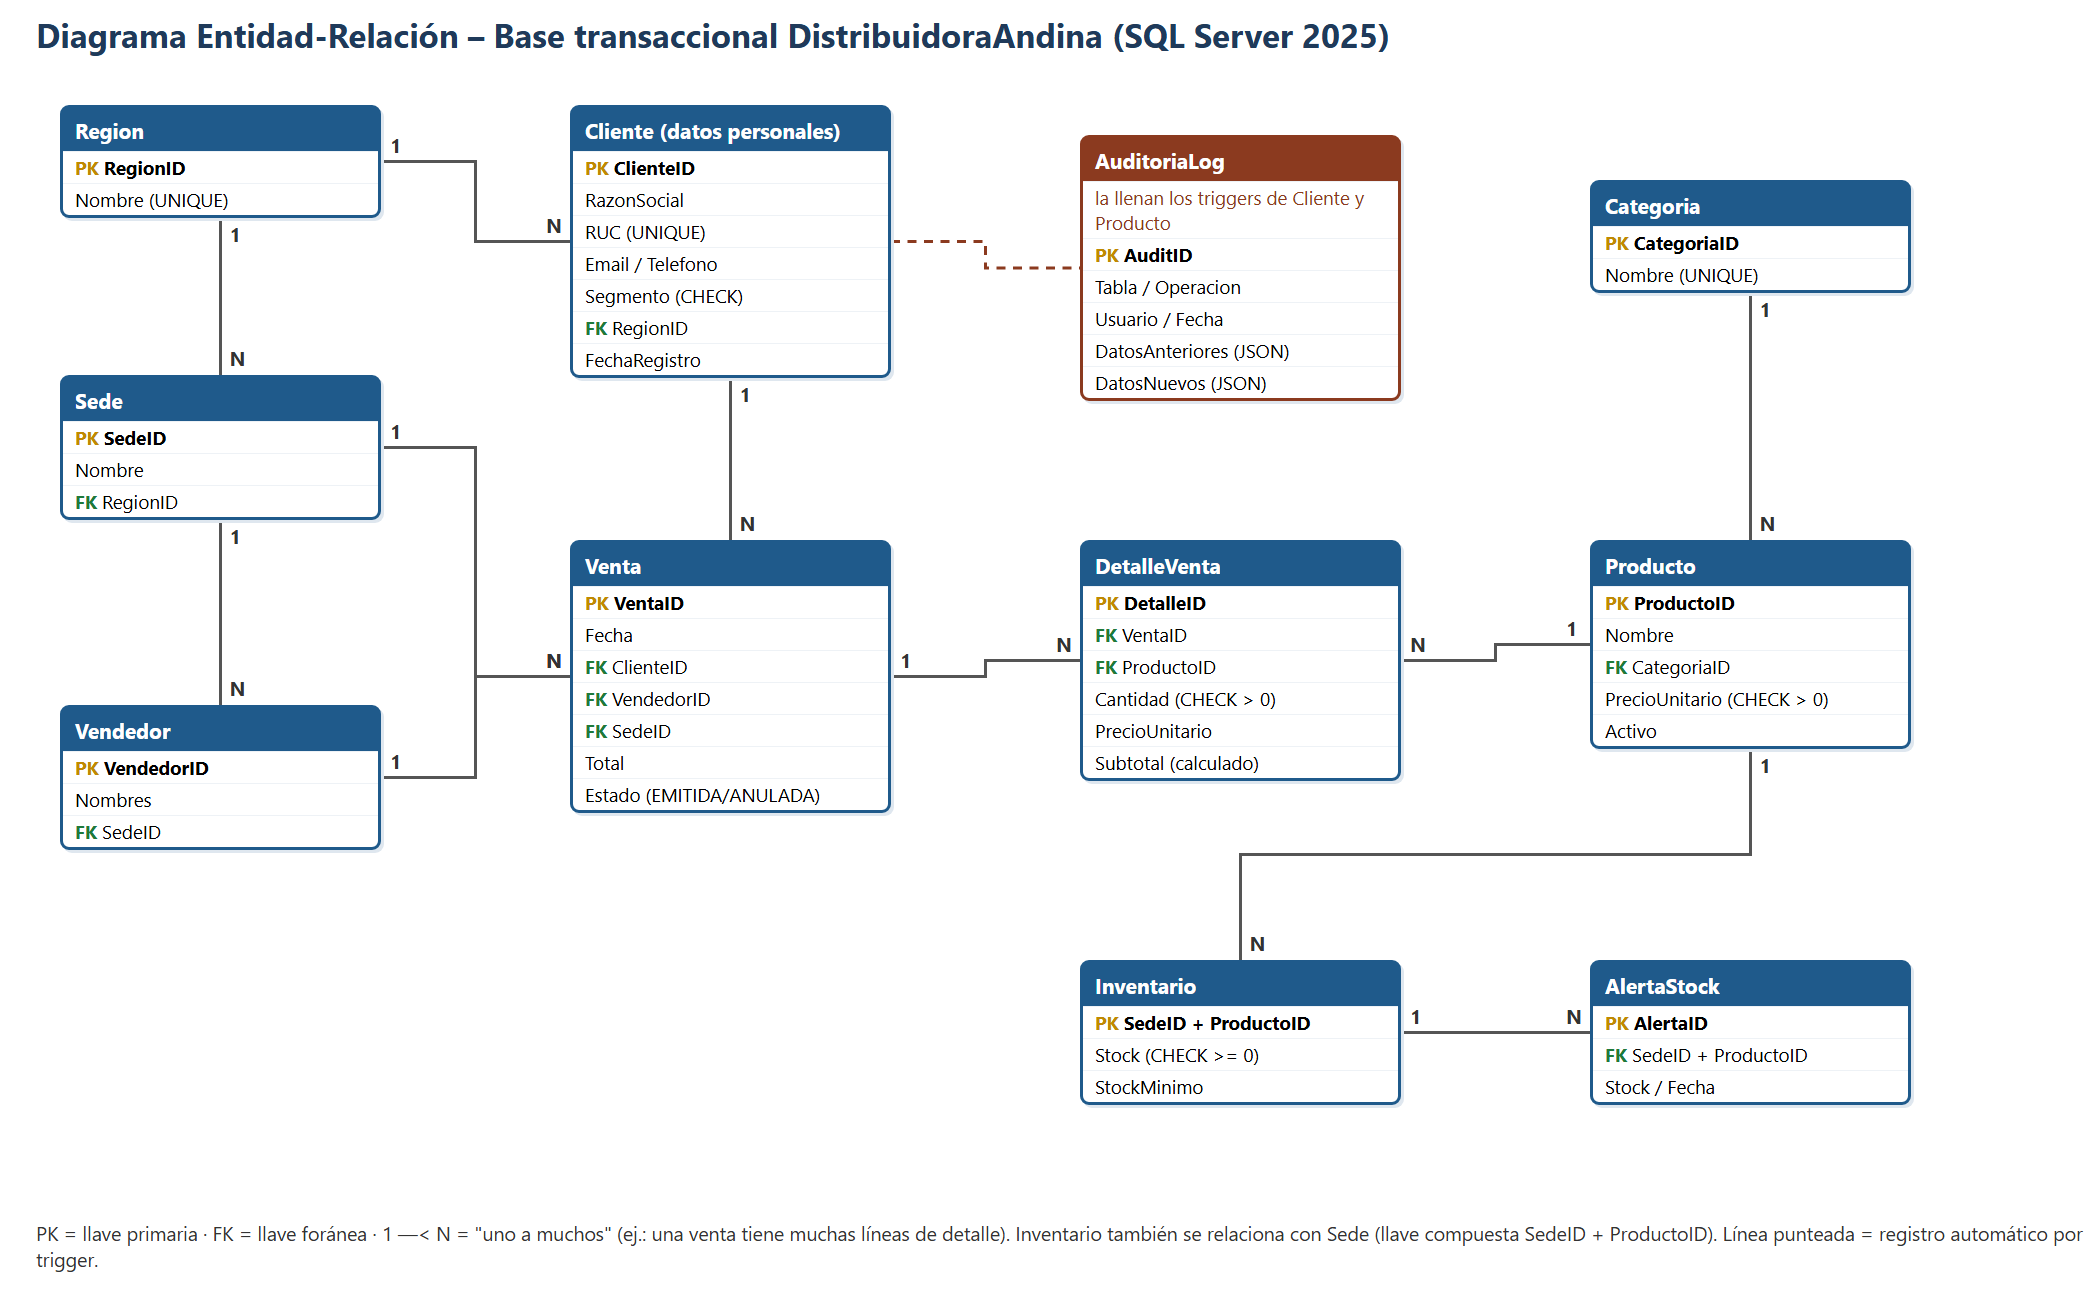 Diagrama Entidad-Relación – Base transaccional DistribuidoraAndina (SQL Server 2025)
Region
PK RegionID
Nombre (UNIQUE)
1
N
1
N
Cliente (datos personales)
PK ClienteID
RazonSocial
RUC (UNIQUE)
Email / Telefono
Segmento (CHECK)
FK RegionID
FechaRegistro
1
N
AuditoriaLog
la llenan los triggers de Cliente y
Producto
PK AuditID
Tabla / Operacion
Usuario / Fecha
DatosAnteriores (JSON)
DatosNuevos (JSON)
Categoria
PK CategoriaID
Nombre (UNIQUE)
1
N
Sede
PK SedeID
Nombre
FK RegionID
1
1
N
Vendedor
PK VendedorID
Nombres
FK SedeID
1
N
Venta
PK VentaID
Fecha
FK ClienteID
FK VendedorID
FK SedeID
Total
Estado (EMITIDA/ANULADA)
1
N
DetalleVenta
PK DetalleID
FK VentaID
FK ProductoID
Cantidad (CHECK > 0)
PrecioUnitario
Subtotal (calculado)
N
1
Producto
PK ProductoID
Nombre
FK CategoriaID
PrecioUnitario (CHECK > 0)
Activo
1
N
Inventario
PK SedeID + ProductoID
Stock (CHECK >= 0)
StockMinimo
1
N
AlertaStock
PK AlertaID
FK SedeID + ProductoID
Stock / Fecha
PK = llave primaria · FK = llave foránea · 1 —< N = "uno a muchos" (ej.: una venta tiene muchas líneas de detalle). Inventario también se relaciona con Sede (llave compuesta SedeID + ProductoID). Línea punteada = registro automático por
trigger.